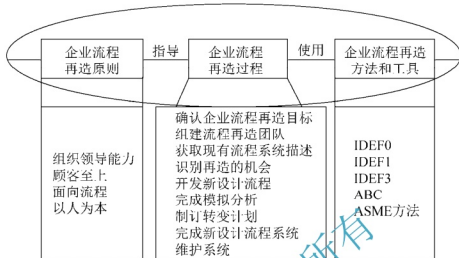 企业流程
再造原则
指导
企业流程
再造过程
使用
企业流程再造
方法和工具
组织领导能力
顾客至上
面向流程
以人为本
确认企业流程再造目标
组建流程再造团队
获取现有流程系统描述
识别再造的机会
开发新设计流程
完成模拟分析
制订转变计划
完成新设计流程系统
维护系统
IDEF0
IDEF1
IDEF3
ABC
ASME方法
所有